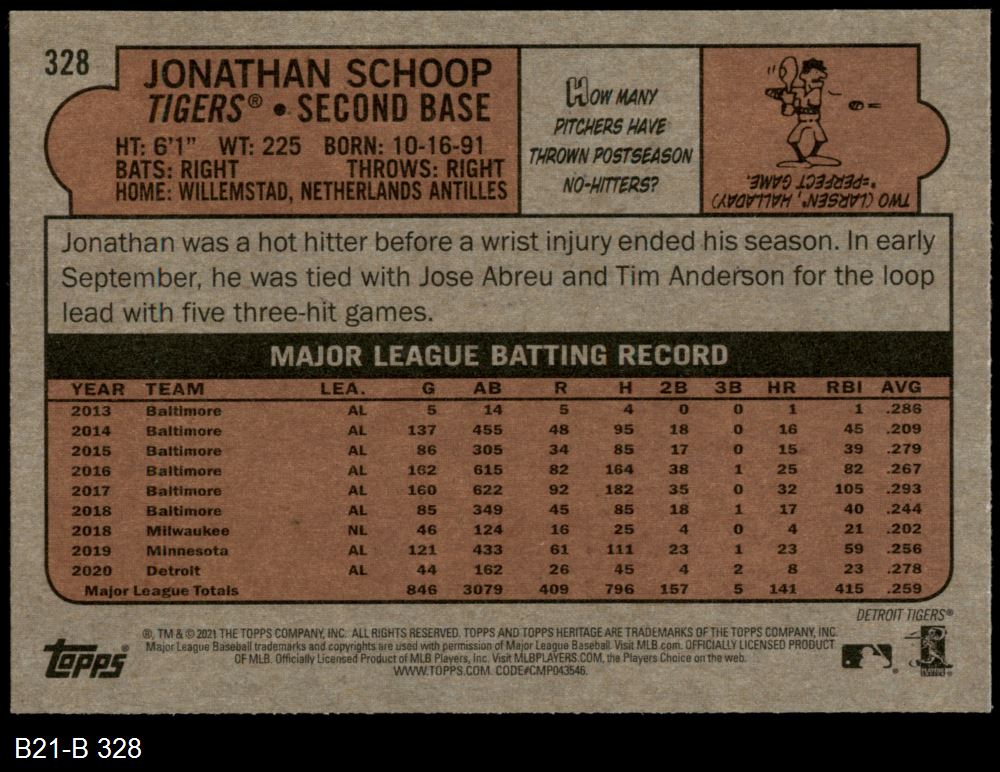 328
JONATHAN SCHOOP
TIGERS® • SECOND BASE
HT: 6'1" WT: 225 BORN: 10-16-91
BATS: RIGHT THROWS: RIGHT
HOME: WILLEMSTAD, NETHERLANDS ANTILLES
HOW MANY
PITCHERS HAVE
THROWN POSTSEASON
NO-HITTERS?
TWO (LARSEN*, HALLADAY)
*=PERFECT GAME.
Jonathan was a hot hitter before a wrist injury ended his season. In early
September, he was tied with Jose Abreu and Tim Anderson for the loop
lead with five three-hit games.
MAJOR LEAGUE BATTING RECORD
YEAR TEAM LEA. G AB R H 2B 3B HR RBI AVG
2013 Baltimore AL 5 14 5 4 0 0 1 1 .286
2014 Baltimore AL 137 455 48 95 18 0 16 45 .209
2015 Baltimore AL 86 305 34 85 17 0 15 39 .279
2016 Baltimore AL 162 615 82 164 38 1 25 82 .267
2017 Baltimore AL 160 622 92 182 35 0 32 105 .293
2018 Baltimore AL 85 349 45 85 18 1 17 40 .244
2018 Milwaukee NL 46 124 16 25 4 0 4 21 .202
2019 Minnesota AL 121 433 61 111 23 1 23 59 .256
2020 Detroit AL 44 162 26 45 4 2 8 23 .278
Major League Totals 846 3079 409 796 157 5 141 415 .259
DETROIT TIGERS®
®, TM & © 2021 THE TOPPS COMPANY, INC. ALL RIGHTS RESERVED. TOPPS AND TOPPS HERITAGE ARE TRADEMARKS OF THE TOPPS COMPANY, INC.
Major League Baseball trademarks and copyrights are used with permission of Major League Baseball. Visit MLB.com. OFFICIALLY LICENSED PRODUCT
OF MLB. Officially Licensed Product of MLB Players, Inc. Visit MLBPLAYERS.COM, the Players Choice on the web.
WWW.TOPPS.COM. CODE#CMP043546.
topps®
B21-B 328